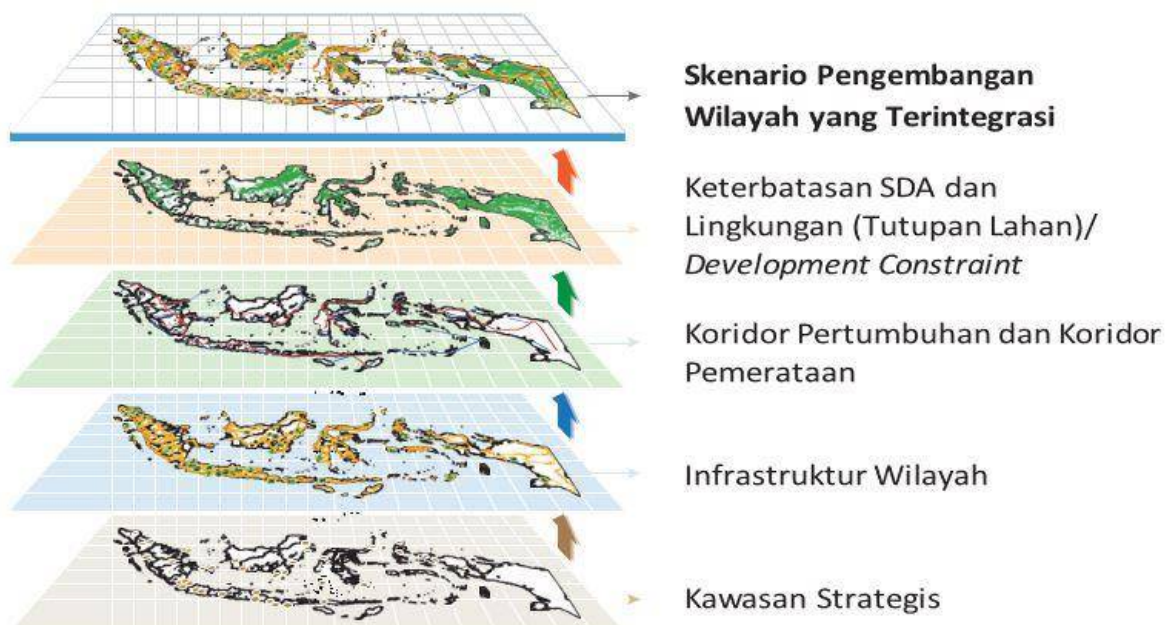 Skenario Pengembangan
Wilayah yang Terintegrasi
Keterbatasan SDA dan
Lingkungan (Tutupan Lahan)/
Development Constraint
Koridor Pertumbuhan dan Koridor
Pemerataan
Infrastruktur Wilayah
Kawasan Strategis